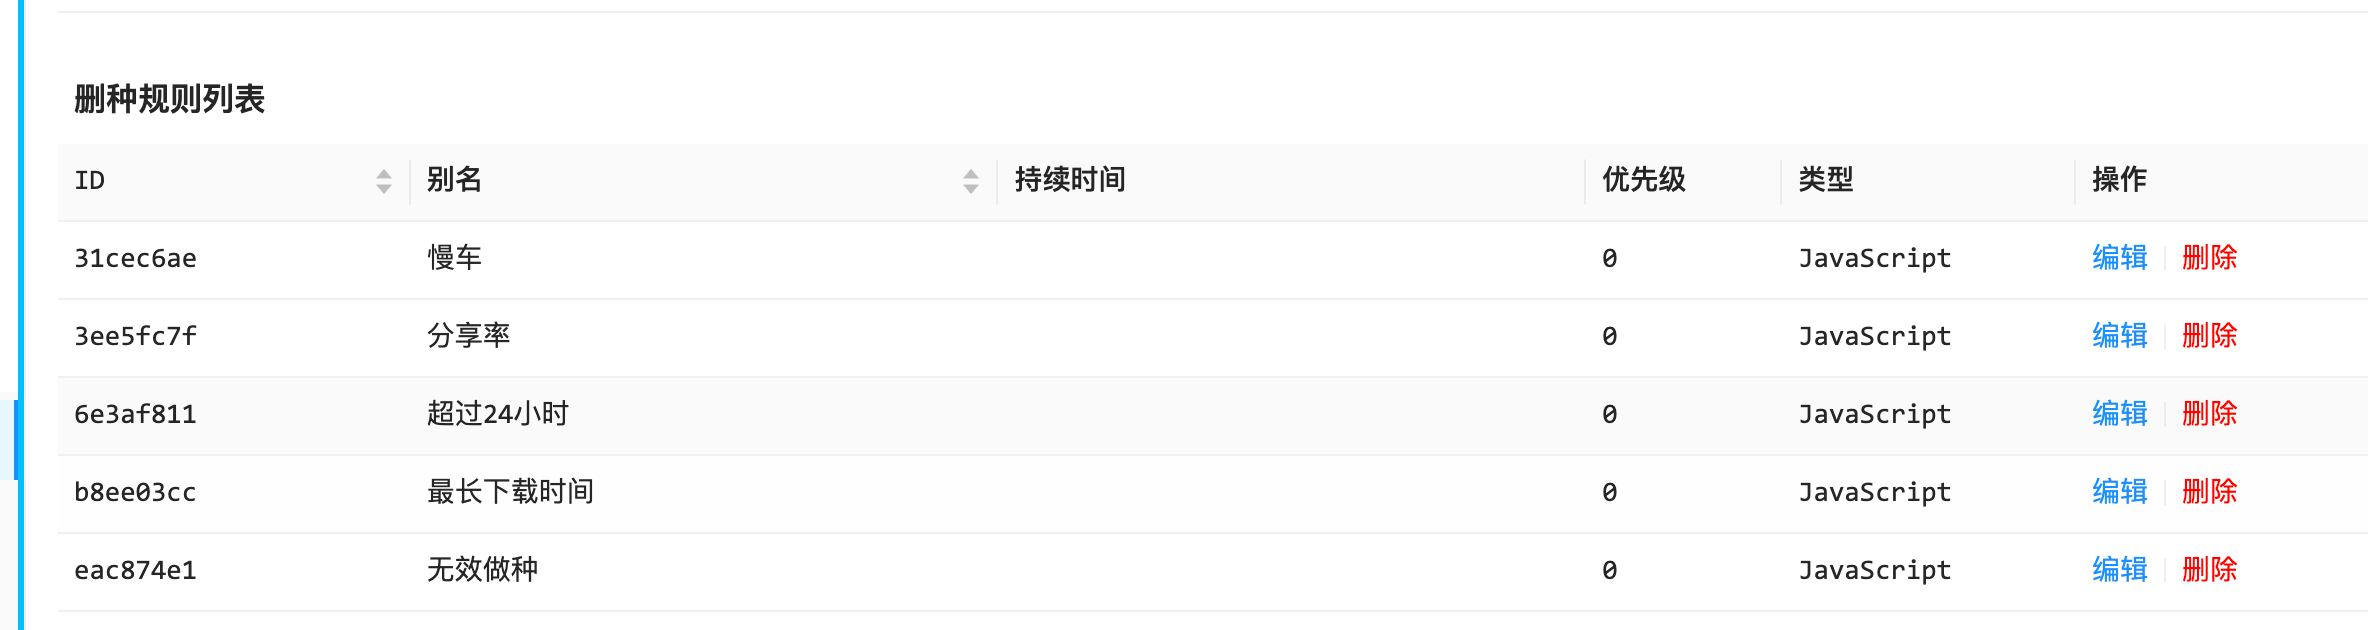 删种规则列表
ID 别名 持续时间 优先级 类型 操作
31cec6ae 慢车 0 JavaScript 编辑 删除
3ee5fc7f 分享率 0 JavaScript 编辑 删除
6e3af811 超过24小时 0 JavaScript 编辑 删除
b8ee03cc 最长下载时间 0 JavaScript 编辑 删除
eac874e1 无效做种 0 JavaScript 编辑 删除